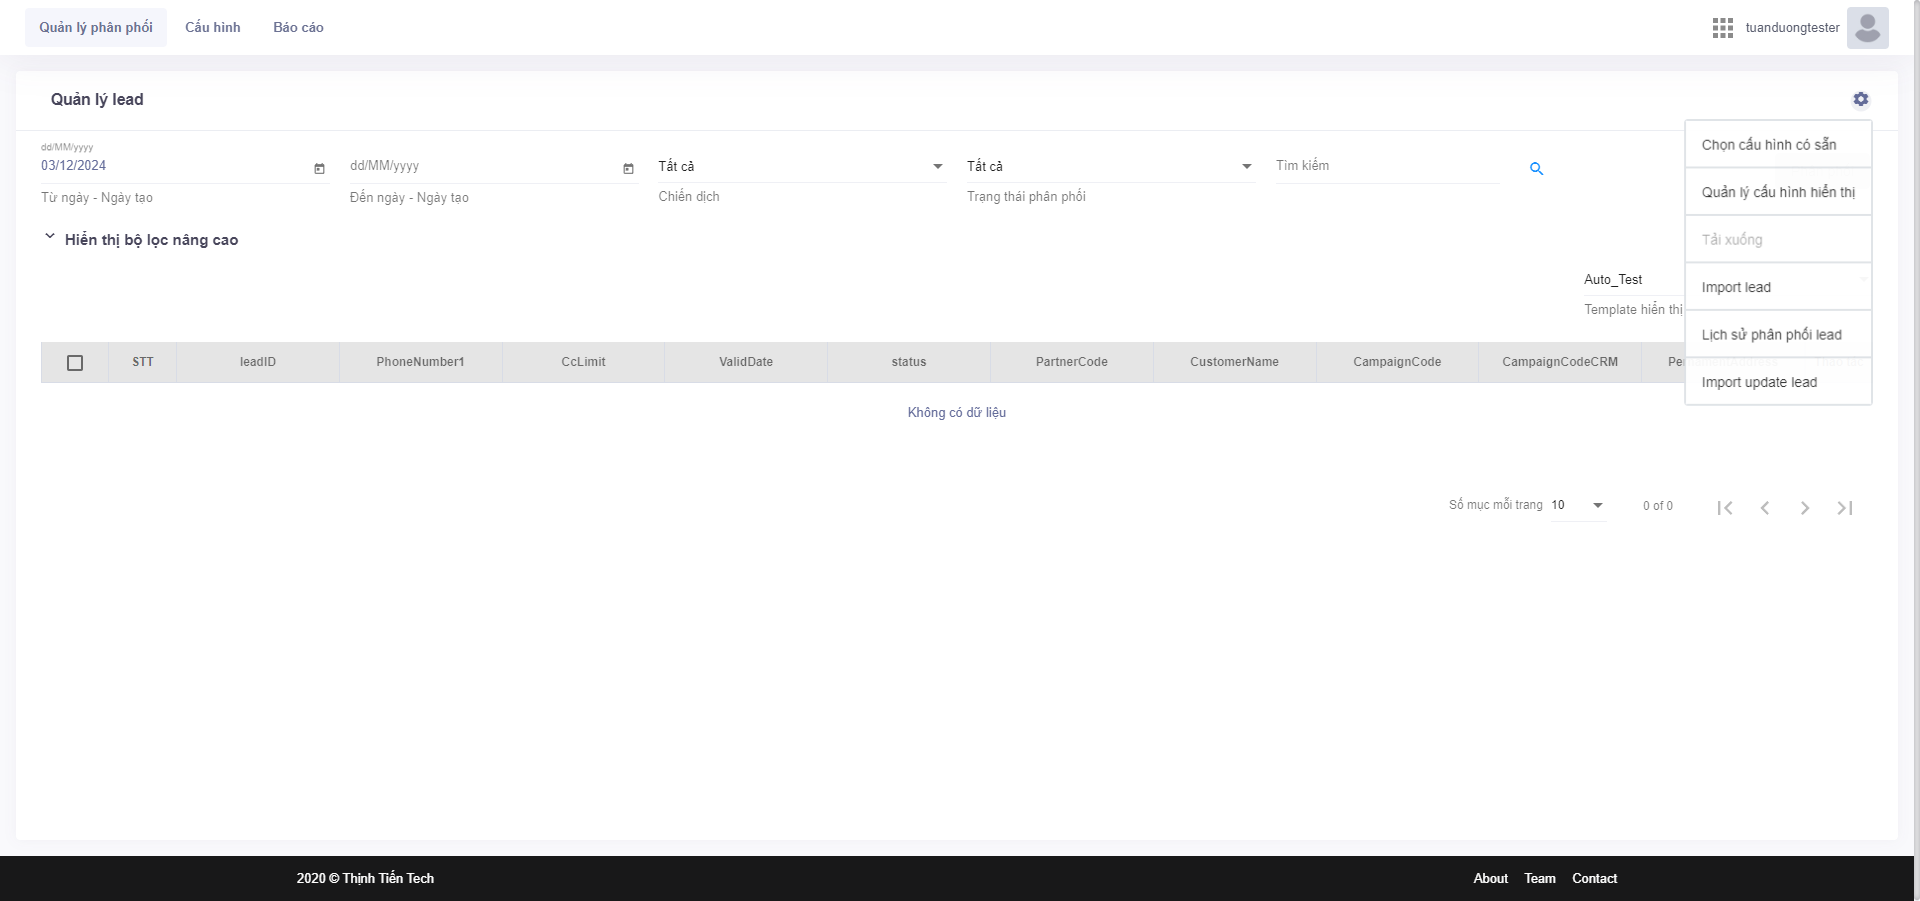 Quản lý phân phối
Cấu hình
Báo cáo
tuanduongtester
Quản lý lead
dd/MM/yyyy
03/12/2024
dd/MM/yyyy
Tất cả
Tất cả
Tìm kiếm
Từ ngày - Ngày tạo
Đến ngày - Ngày tạo
Chiến dịch
Trạng thái phân phối
Hiển thị bộ lọc nâng cao
Chọn cấu hình có sẵn
Quản lý cấu hình hiển thị
Tải xuống
Import lead
Lịch sử phân phối lead
Import update lead
Auto_Test
Template hiển thị
STT
leadID
PhoneNumber1
CcLimit
ValidDate
status
PartnerCode
CustomerName
CampaignCode
CampaignCodeCRM
Không có dữ liệu
Số mục mỗi trang
10
0 of 0
2020 © Thịnh Tiến Tech
About
Team
Contact